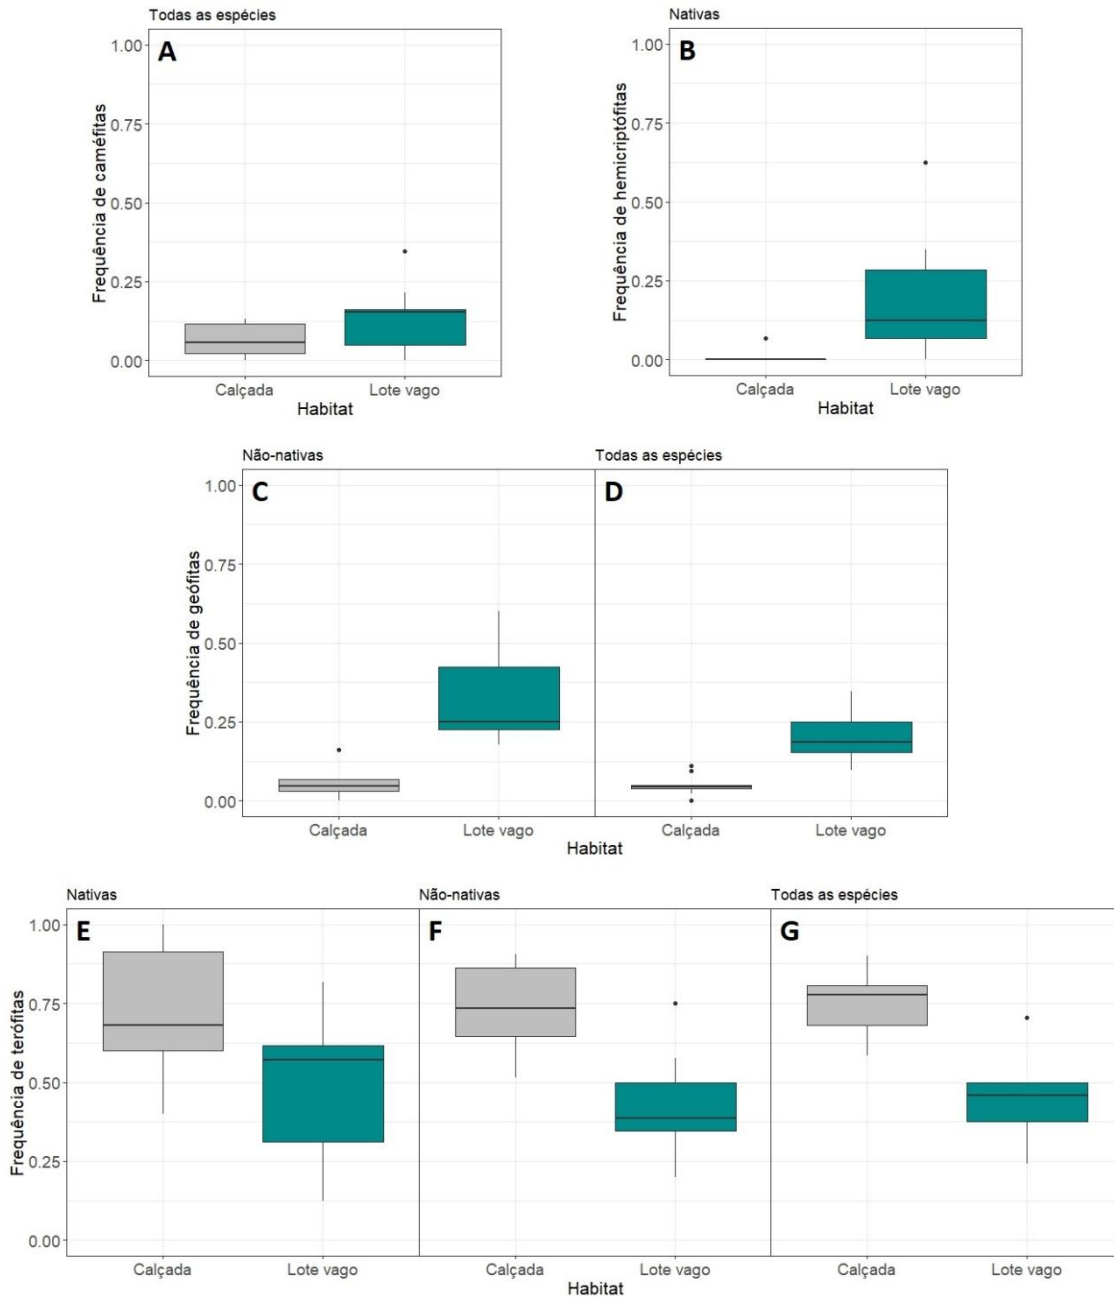 Todas as espécies
A
Frequência de caméfitas
1.00
0.75
0.50
0.25
0.00
Calçada Lote vago
Habitat
Nativas
B
Frequência de hemicriptófitas
1.00
0.75
0.50
0.25
0.00
Calçada Lote vago
Habitat
Não-nativas Todas as espécies
C D
Frequência de geófitas
1.00
0.75
0.50
0.25
0.00
Calçada Lote vago Calçada Lote vago
Habitat
Nativas Não-nativas Todas as espécies
E F G
Frequência de terófitas
1.00
0.75
0.50
0.25
0.00
Calçada Lote vago Calçada Lote vago Calçada Lote vago
Habitat